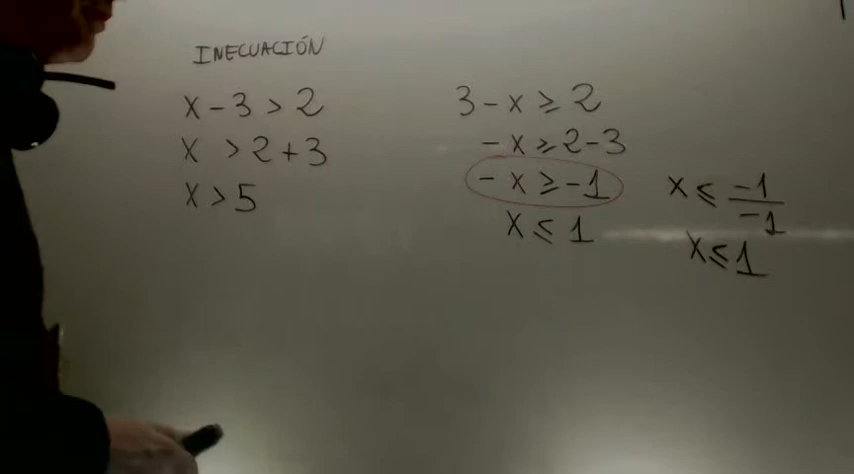 INECUACIÓN
x - 3 > 2
x > 2 + 3
x > 5
3 - x ≥ 2
- x ≥ 2 - 3
- x ≥ -1
x ≤ 1
x ≤ -1/-1
x ≤ 1